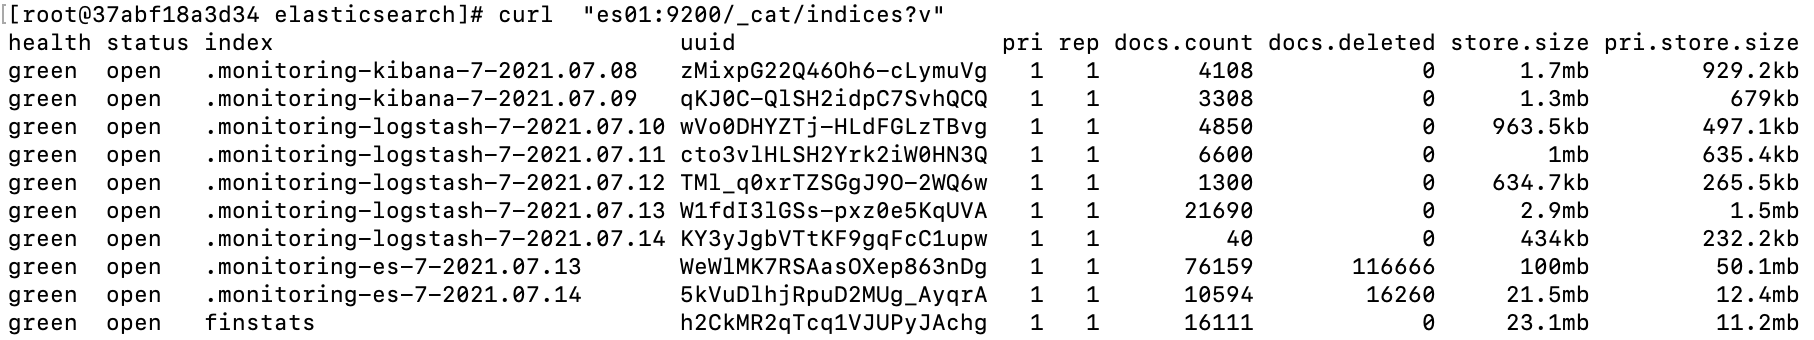 [[root@37abf18a3d34 elasticsearch]# curl  "es01:9200/_cat/indices?v"
health status index                           uuid                   pri rep docs.count docs.deleted store.size pri.store.size
green  open   .monitoring-kibana-7-2021.07.08   zMixpG22Q46Oh6-cLymuVg   1   1       4108            0      1.7mb        929.2kb
green  open   .monitoring-kibana-7-2021.07.09   qKJ0C-QlSH2idpC7SvhQCQ   1   1       3308            0      1.3mb          679kb
green  open   .monitoring-logstash-7-2021.07.10 wVo0DHYZTj-HLdFGLzTBvg   1   1       4850            0    963.5kb        497.1kb
green  open   .monitoring-logstash-7-2021.07.11 cto3vlHLSH2Yrk2iW0HN3Q   1   1       6600            0        1mb        635.4kb
green  open   .monitoring-logstash-7-2021.07.12 TMl_q0xrTZSGgJ9O-2WQ6w   1   1       1300            0    634.7kb        265.5kb
green  open   .monitoring-logstash-7-2021.07.13 W1fdI3lGSs-pxz0e5KqUVA   1   1      21690            0      2.9mb          1.5mb
green  open   .monitoring-logstash-7-2021.07.14 KY3yJgbVTtKF9gqFcC1upw   1   1         40            0      434kb        232.2kb
green  open   .monitoring-es-7-2021.07.13       WeWlMK7RSAasOXep863nDg   1   1      76159       116666      100mb         50.1mb
green  open   .monitoring-es-7-2021.07.14       5kVuDlhjRpuD2MUg_AyqrA   1   1      10594        16260     21.5mb         12.4mb
green  open   finstats                          h2CkMR2qTcq1VJUPyJAchg   1   1      16111            0     23.1mb         11.2mb